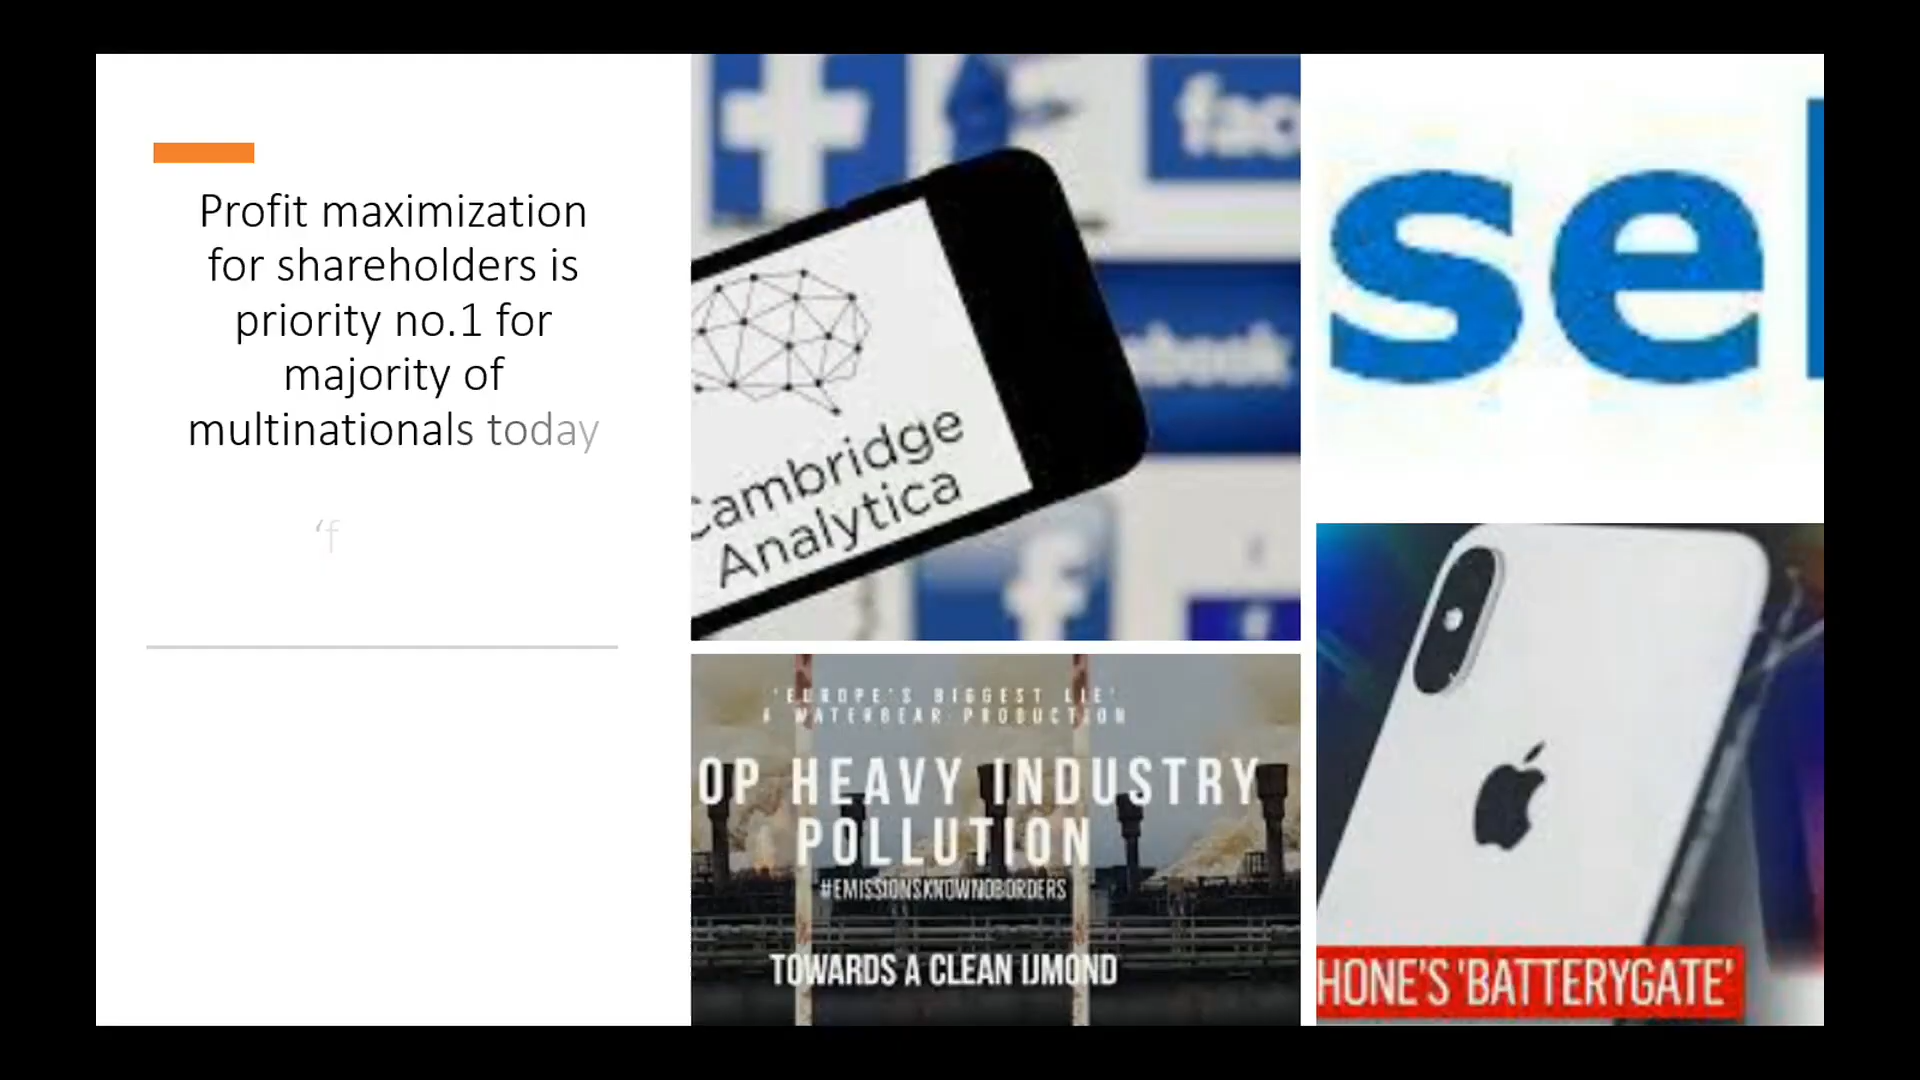 Profit maximization
for shareholders is
priority no.1 for
majority of
multinationals today
‘f
fac
ebook
Cambridge
Analytica
se
'EUROPE'S BIGGEST LIE'
A WATERBEAR PRODUCTION
OP HEAVY INDUSTRY
POLLUTION
#EMISSIONSKNOWNOBORDERS
TOWARDS A CLEAN IJMOND
HONE'S 'BATTERYGATE'